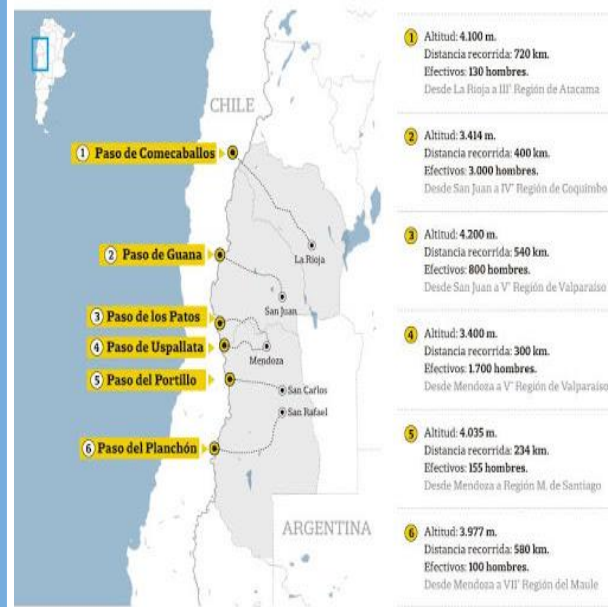 CHILE
1 Paso de Comecaballos
2 Paso de Guana
3 Paso de los Patos
4 Paso de Uspallata
5 Paso del Portillo
6 Paso del Planchón
La Rioja
San Juan
Mendoza
San Carlos
San Rafael
ARGENTINA
1 Altitud: 4.100 m.
Distancia recorrida: 720 km.
Efectivos: 130 hombres.
Desde La Rioja a III° Región de Atacama
2 Altitud: 3.414 m.
Distancia recorrida: 400 km.
Efectivos: 3.000 hombres.
Desde San Juan a IV° Región de Coquimbo
3 Altitud: 4.200 m.
Distancia recorrida: 540 km.
Efectivos: 800 hombres.
Desde San Juan a V° Región de Valparaíso
4 Altitud: 3.400 m.
Distancia recorrida: 300 km.
Efectivos: 1.700 hombres.
Desde Mendoza a V° Región de Valparaíso
5 Altitud: 4.035 m.
Distancia recorrida: 234 km.
Efectivos: 155 hombres.
Desde Mendoza a Región M. de Santiago
6 Altitud: 3.977 m.
Distancia recorrida: 580 km.
Efectivos: 100 hombres.
Desde Mendoza a VII° Región del Maule